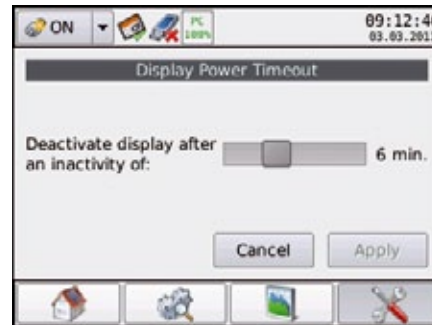 ON
PC
100%
09:12:4
03.03.201
Display Power Timeout
Deactivate display after
an inactivity of:
6 min.
Cancel
Apply